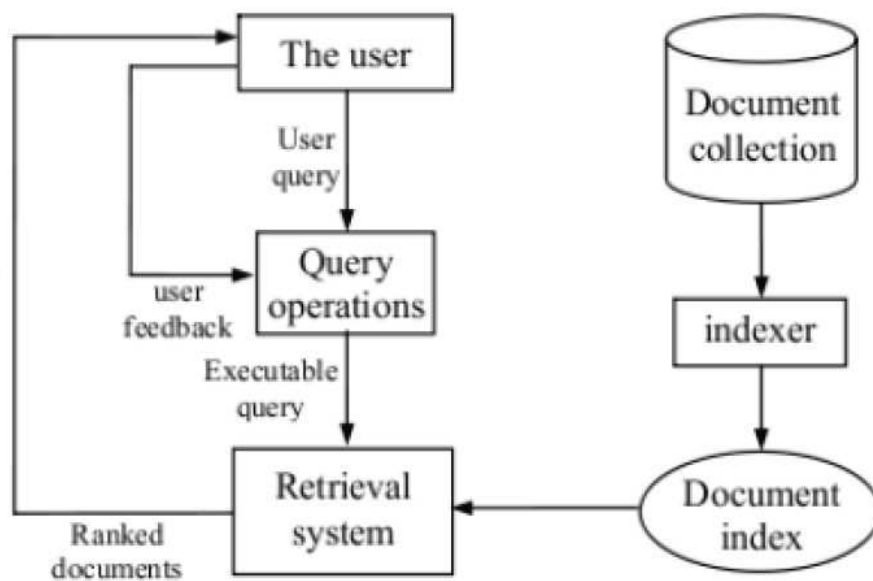 The user
User
query
user
feedback
Query
operations
Executable
query
Retrieval
system
Ranked
documents
Document
collection
indexer
Document
index